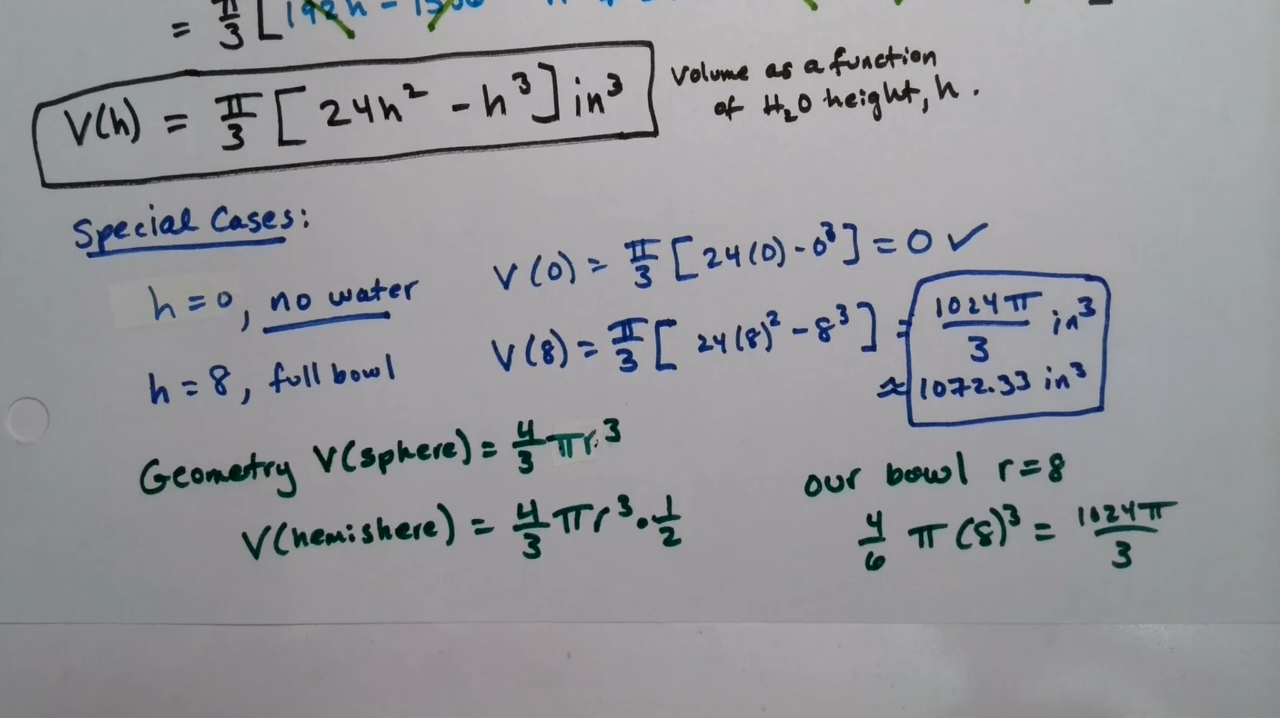 = π/3 [192h -
V(h) = π/3 [24h² - h³] in³
Volume as a function
of H₂O height, h.
Special Cases:
h=0, no water
V(0) = π/3 [24(0) - 0³] = 0 ✓
h=8, full bowl
V(8) = π/3 [24(8)² - 8³] = 1024π/3 in³
≈ 1072.33 in³
Geometry V(sphere) = 4/3 πr³
V(hemishere) = 4/3 πr³ · 1/2
our bowl r=8
4/6 π(8)³ = 1024π/3